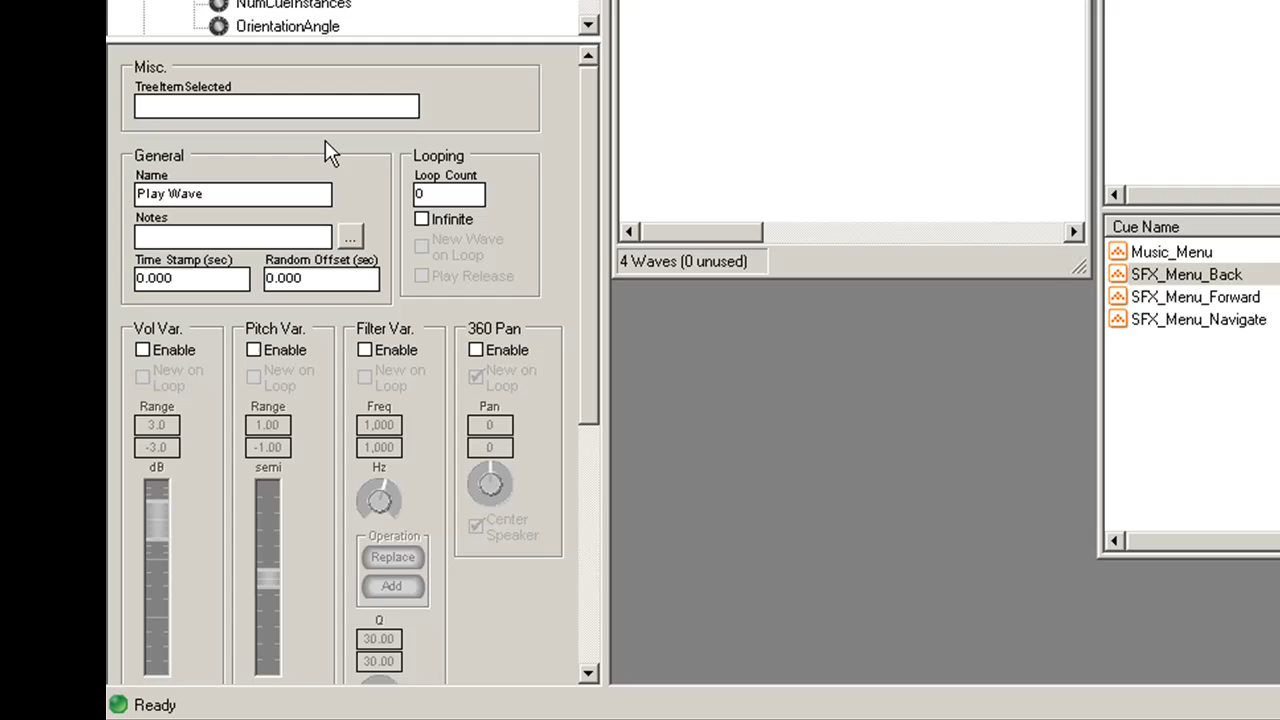 NumCueInstances
OrientationAngle
Misc.
TreeItemSelected
General
Name
Play Wave
Notes
...
Time Stamp (sec)
Random Offset (sec)
0.000
0.000
Looping
Loop Count
0
Infinite
New Wave
on Loop
Play Release
Vol Var.
Enable
New on
Loop
Range
3.0
-3.0
dB
Pitch Var.
Enable
New on
Loop
Range
1.00
-1.00
semi
Filter Var.
Enable
New on
Loop
Freq
1,000
1,000
Hz
Operation
Replace
Add
Q
30.00
30.00
360 Pan
Enable
New on
Loop
Pan
0
0
Center
Speaker
4 Waves (0 unused)
Cue Name
Music_Menu
SFX_Menu_Back
SFX_Menu_Forward
SFX_Menu_Navigate
Ready